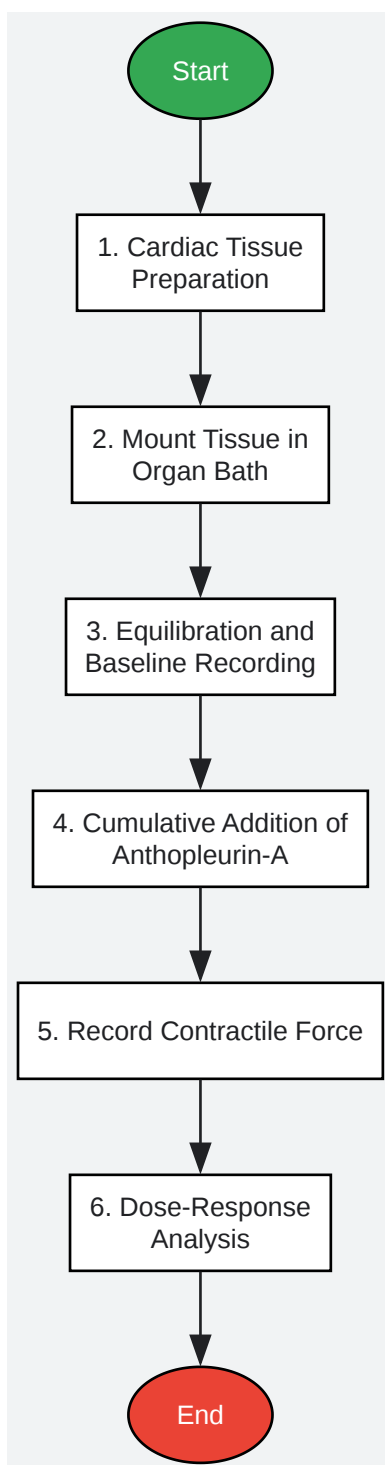 Start
1. Cardiac Tissue
Preparation
2. Mount Tissue in
Organ Bath
3. Equilibration and
Baseline Recording
4. Cumulative Addition of
Anthopleurin-A
5. Record Contractile Force
6. Dose-Response
Analysis
End